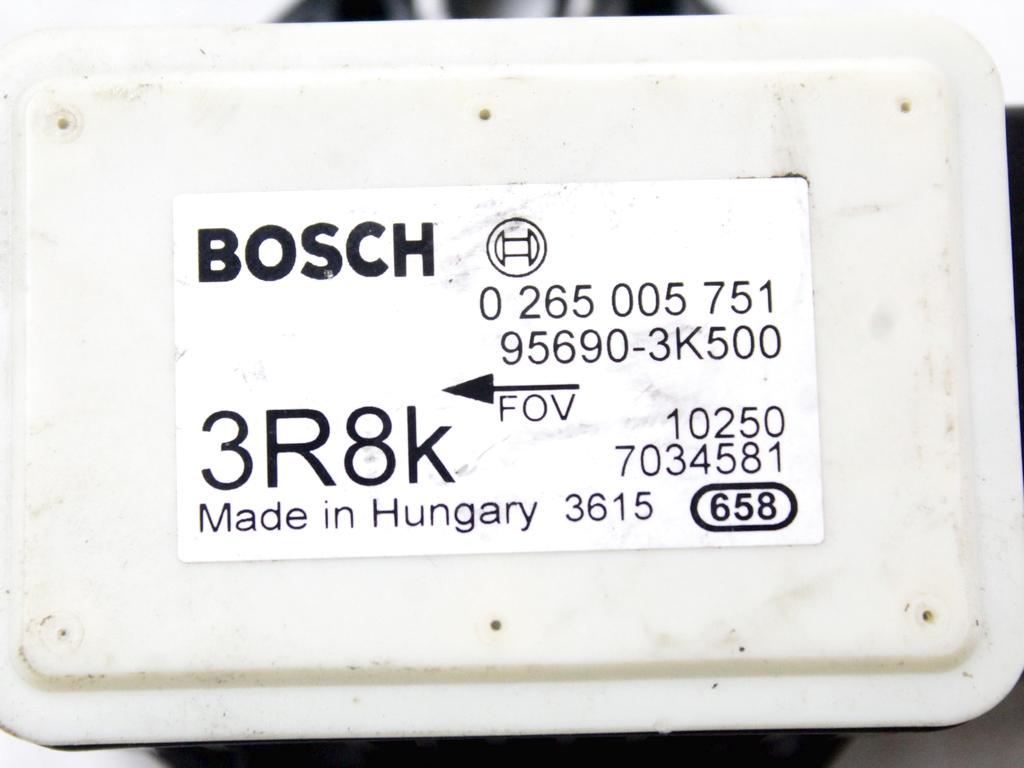 BOSCH
0 265 005 751
95690-3K500
FOV
3R8k
10250
7034581
Made in Hungary 3615 658